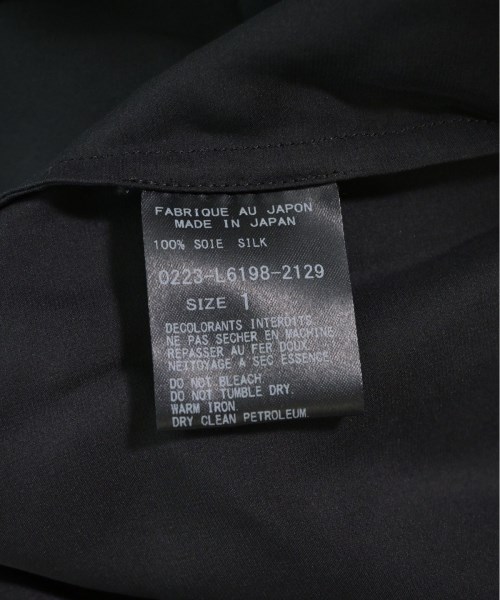 FABRIQUE AU JAPON
MADE IN JAPAN
100% SOIE SILK
0223-L6198-2129
SIZE 1
DECOLORANTS INTERDITS
NE PAS SECHER EN MACHINE
REPASSER AU FER DOUX
NETTOYAGE A SEC ESSENCE
DO NOT BLEACH.
DO NOT TUMBLE DRY.
WARM IRON.
DRY CLEAN PETROLEUM.